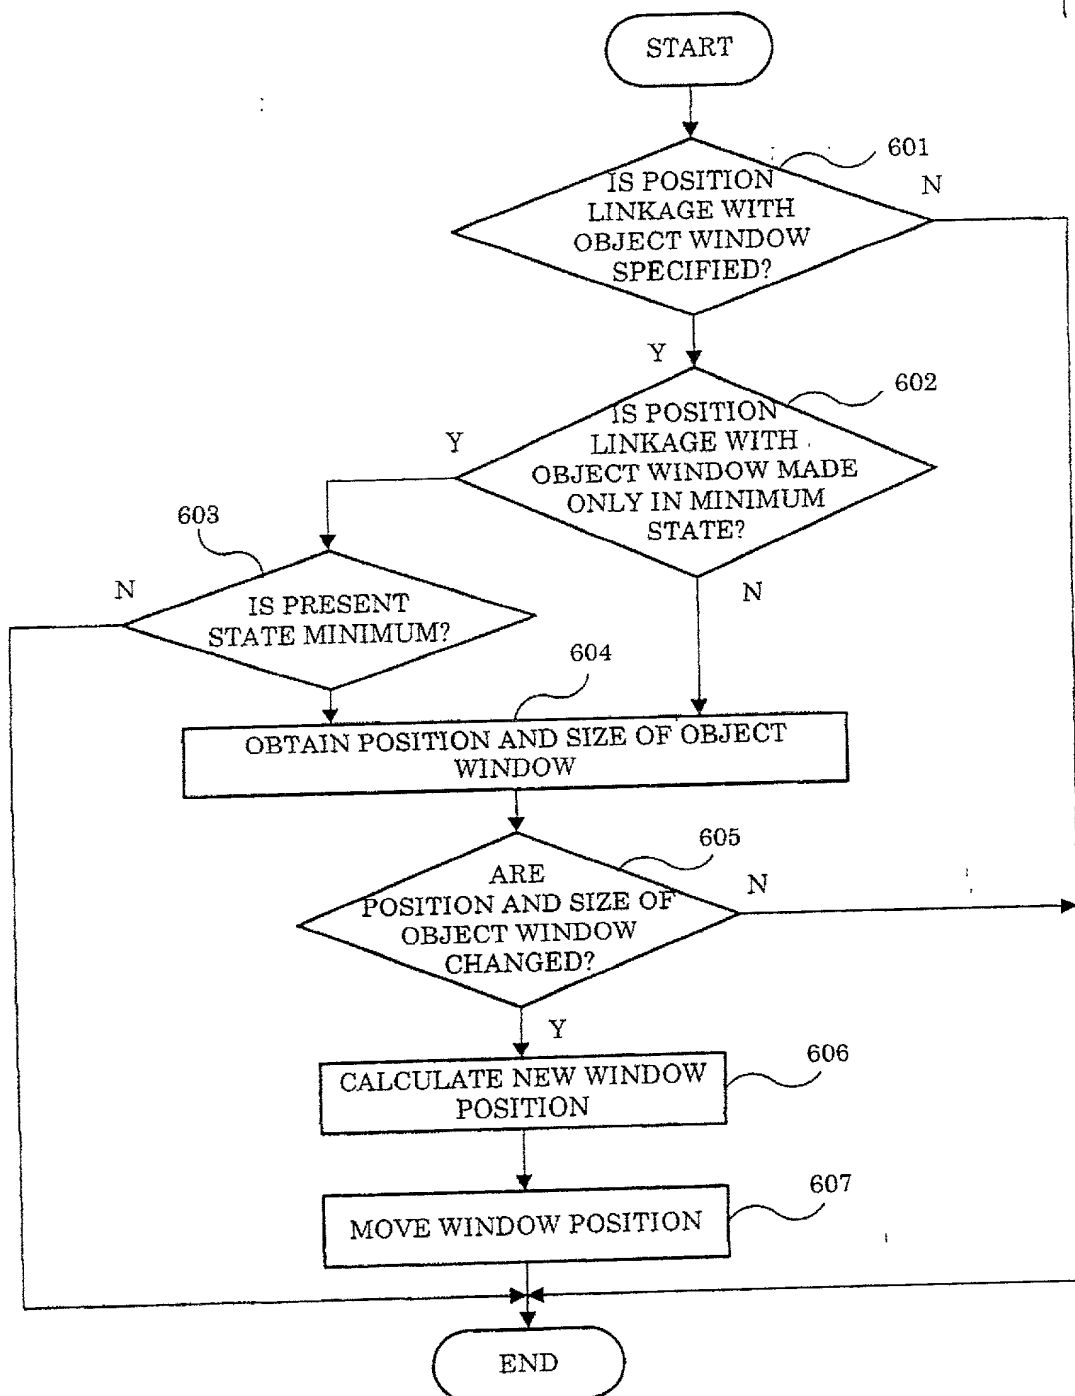 START
601
N
IS POSITION
LINKAGE WITH
OBJECT WINDOW
SPECIFIED?
Y
602
IS POSITION
LINKAGE WITH
OBJECT WINDOW MADE
ONLY IN MINIMUM
STATE?
Y
603
N
N
IS PRESENT
STATE MINIMUM?
604
OBTAIN POSITION AND SIZE OF OBJECT
WINDOW
605
ARE
POSITION AND SIZE OF
OBJECT WINDOW
CHANGED?
N
Y
606
CALCULATE NEW WINDOW
POSITION
607
MOVE WINDOW POSITION
END